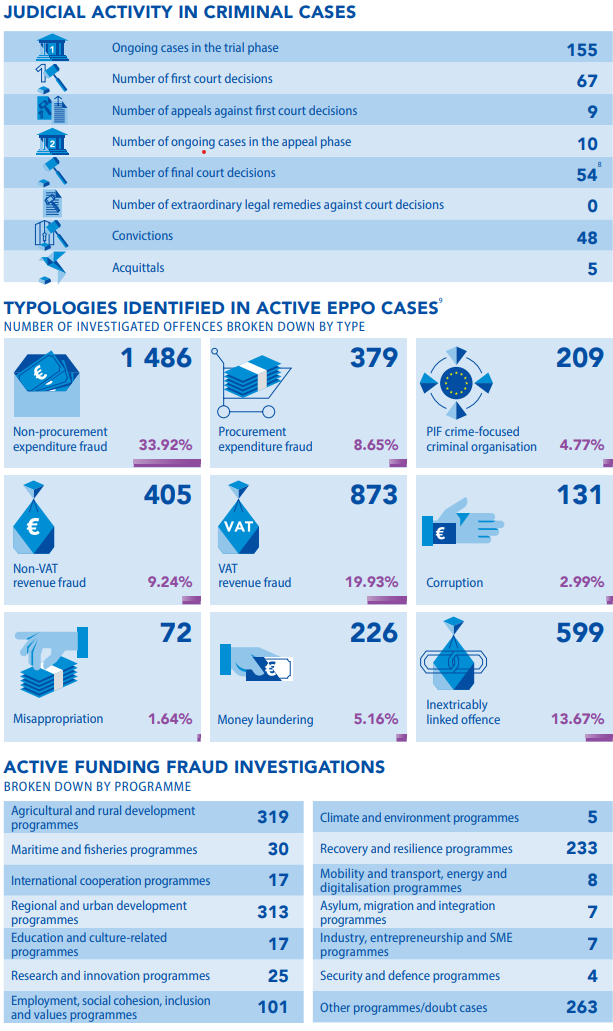 JUDICIAL ACTIVITY IN CRIMINAL CASES
1
Ongoing cases in the trial phase 155
1
Number of first court decisions 67
Number of appeals against first court decisions 9
2
Number of ongoing cases in the appeal phase 10
Number of final court decisions 54 8
Number of extraordinary legal remedies against court decisions 0
Convictions 48
Acquittals 5
TYPOLOGIES IDENTIFIED IN ACTIVE EPPO CASES 9
NUMBER OF INVESTIGATED OFFENCES BROKEN DOWN BY TYPE
€
1 486
Non-procurement
expenditure fraud 33.92%
379
Procurement
expenditure fraud 8.65%
209
PIF crime-focused
criminal organisation 4.77%
€
405
Non-VAT
revenue fraud 9.24%
VAT
873
VAT
revenue fraud 19.93%
€
131
Corruption 2.99%
72
Misappropriation 1.64%
€
226
Money laundering 5.16%
599
Inextricably
linked offence 13.67%
ACTIVE FUNDING FRAUD INVESTIGATIONS
BROKEN DOWN BY PROGRAMME
Agricultural and rural development
programmes 319
Maritime and fisheries programmes 30
International cooperation programmes 17
Regional and urban development
programmes 313
Education and culture-related
programmes 17
Research and innovation programmes 25
Employment, social cohesion, inclusion
and values programmes 101
Climate and environment programmes 5
Recovery and resilience programmes 233
Mobility and transport, energy and
digitalisation programmes 8
Asylum, migration and integration
programmes 7
Industry, entrepreneurship and SME
programmes 7
Security and defence programmes 4
Other programmes/doubt cases 263